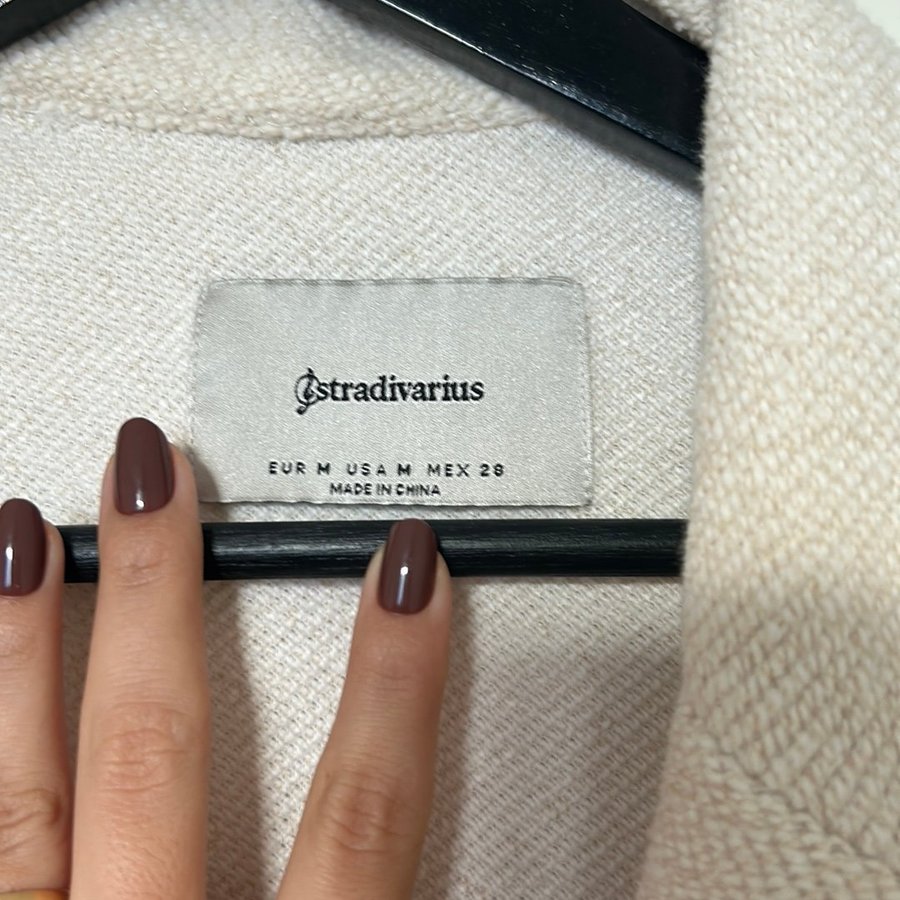 stradivarius
EUR M USA M MEX 28
MADE IN CHINA